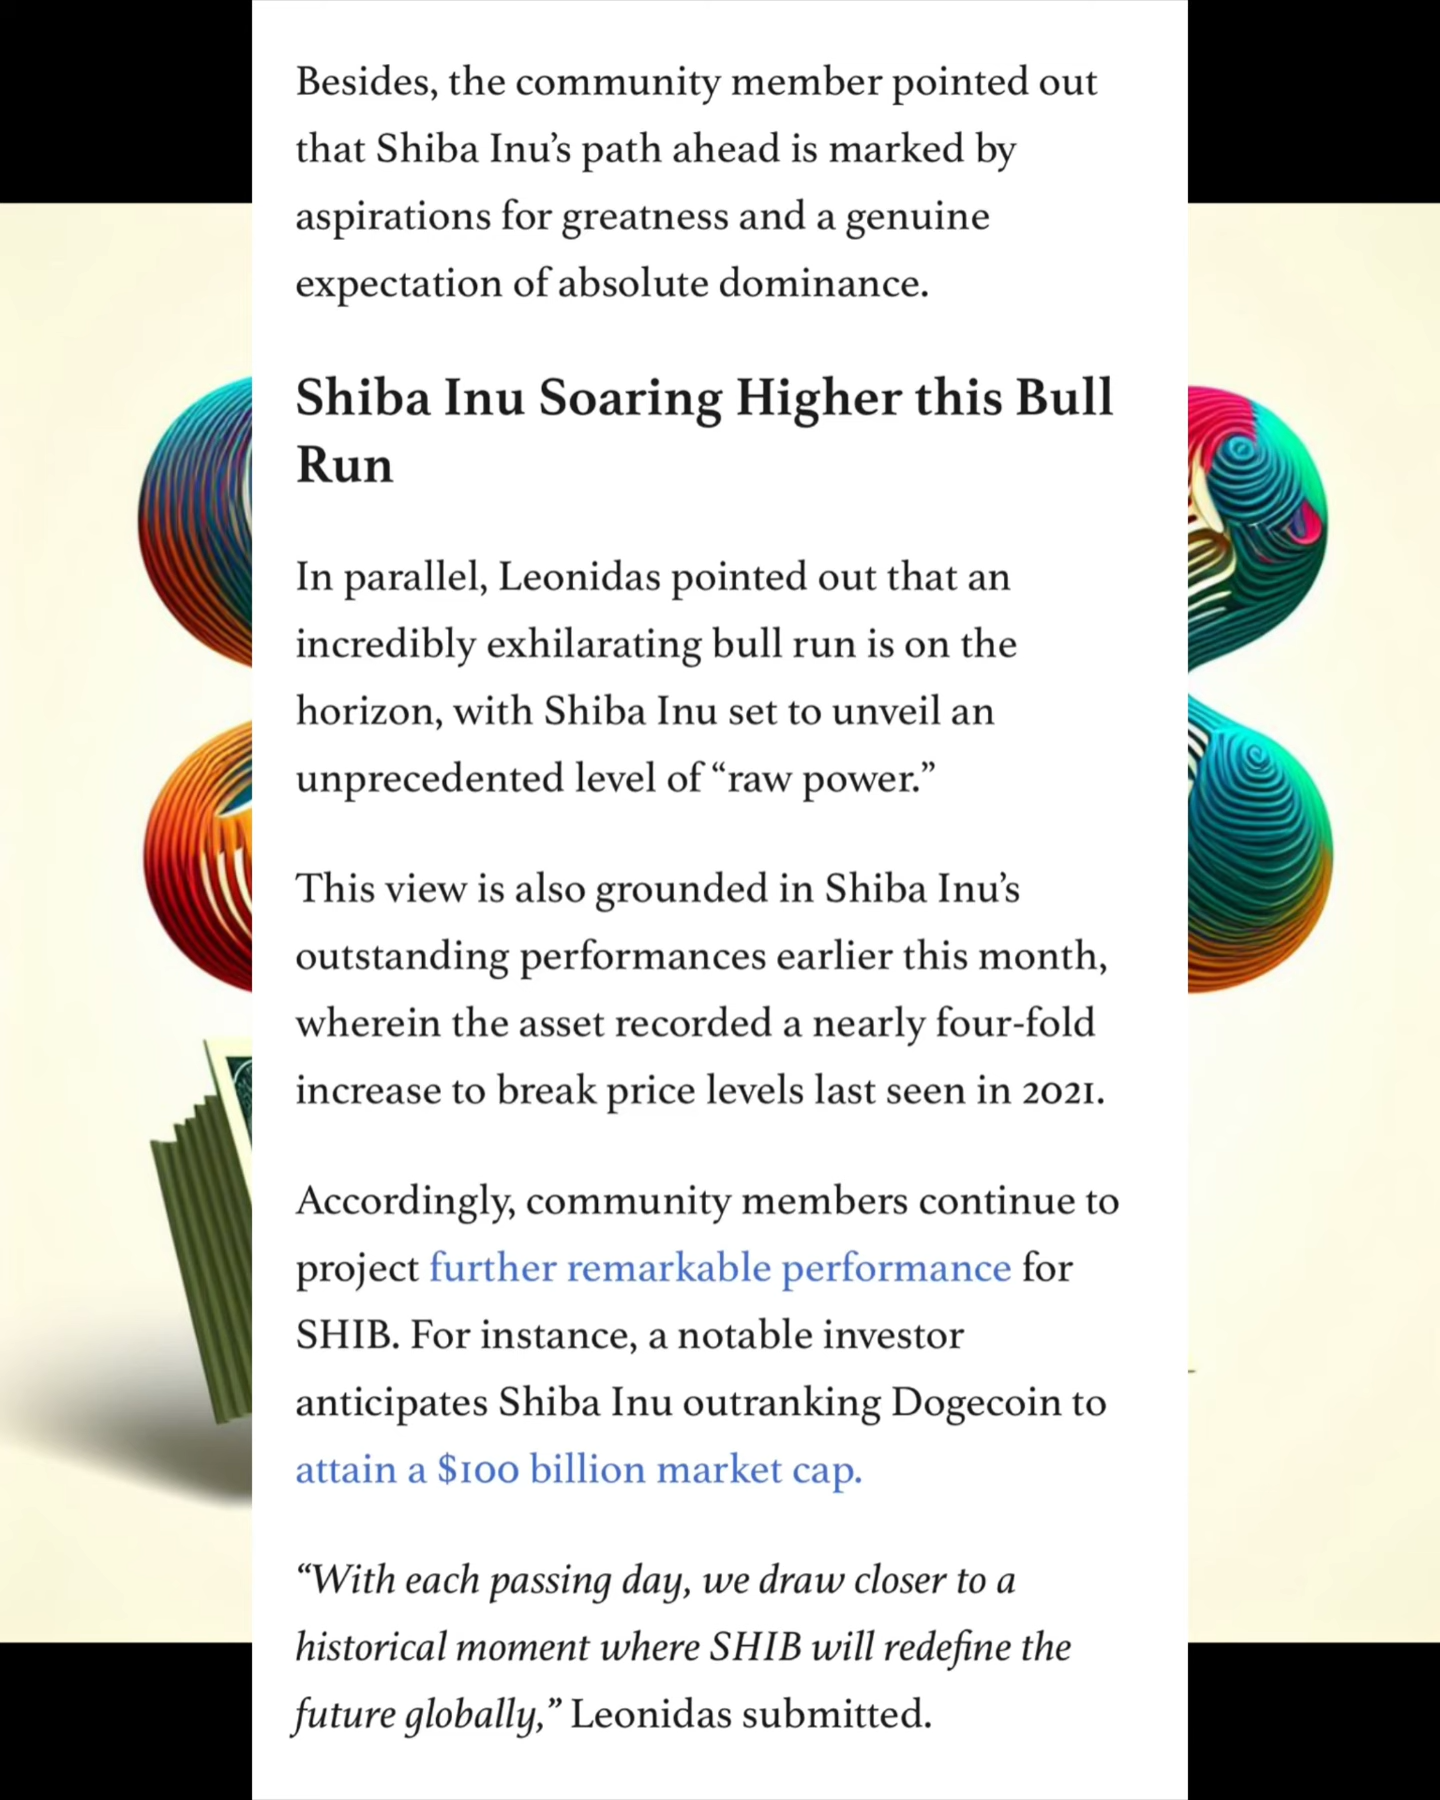 Besides, the community member pointed out
that Shiba Inu’s path ahead is marked by
aspirations for greatness and a genuine
expectation of absolute dominance.
Shiba Inu Soaring Higher this Bull
Run
In parallel, Leonidas pointed out that an
incredibly exhilarating bull run is on the
horizon, with Shiba Inu set to unveil an
unprecedented level of “raw power.”
This view is also grounded in Shiba Inu’s
outstanding performances earlier this month,
wherein the asset recorded a nearly four-fold
increase to break price levels last seen in 2021.
Accordingly, community members continue to
project further remarkable performance for
SHIB. For instance, a notable investor
anticipates Shiba Inu outranking Dogecoin to
attain a $100 billion market cap.
“With each passing day, we draw closer to a
historical moment where SHIB will redefine the
future globally,” Leonidas submitted.